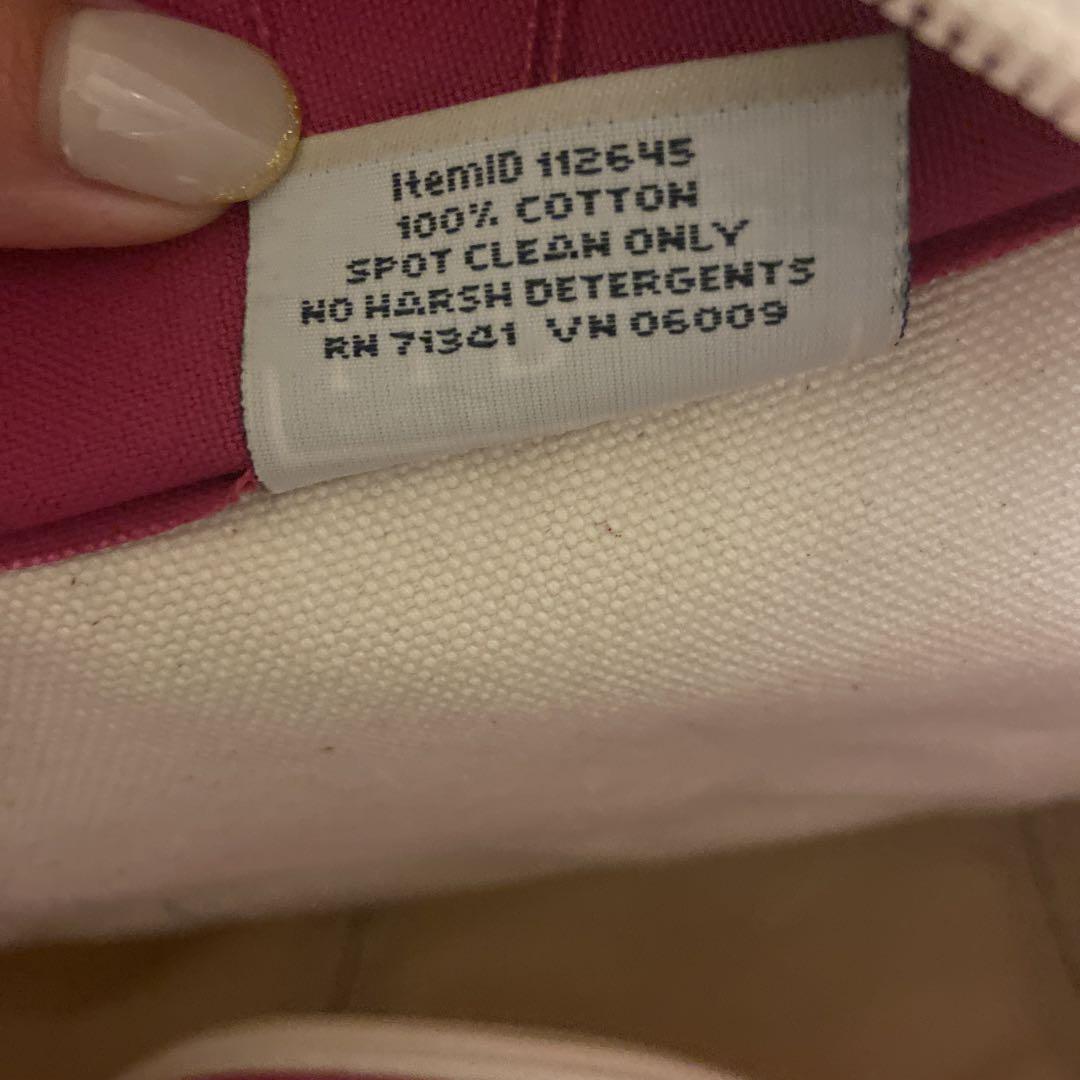 ItemID 112645
100% COTTON
SPOT CLEAN ONLY
NO HARSH DETERGENTS
RN 71341 VN 06009